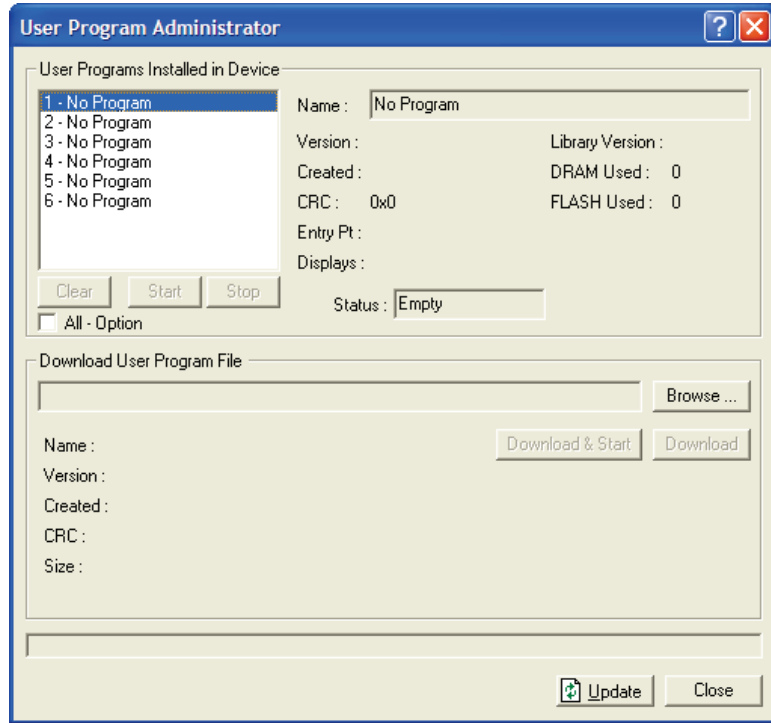 User Program Administrator
User Programs Installed in Device
1 - No Program
2 - No Program
3 - No Program
4 - No Program
5 - No Program
6 - No Program
Clear Start Stop
All - Option
Name : No Program
Version : Library Version :
Created : DRAM Used : 0
CRC : 0x0 FLASH Used : 0
Entry Pt :
Displays :
Status : Empty
Download User Program File
Browse ...
Name : Download & Start Download
Version :
Created :
CRC :
Size :
Update Close